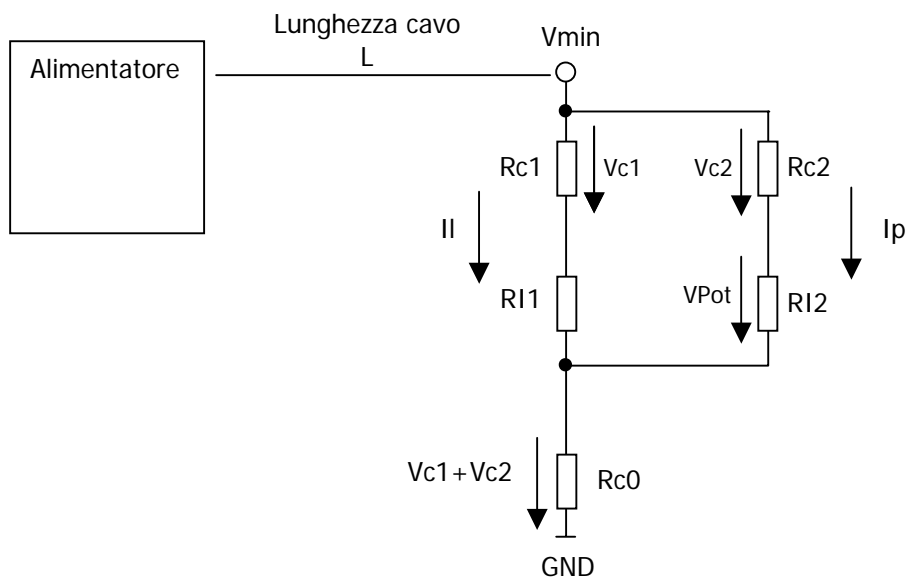 Lunghezza cavo
L
Vmin
Alimentatore
Rc1
Vc1
Vc2
Rc2
Il
Ip
Rl1
VPot
Rl2
Vc1+Vc2
Rc0
GND